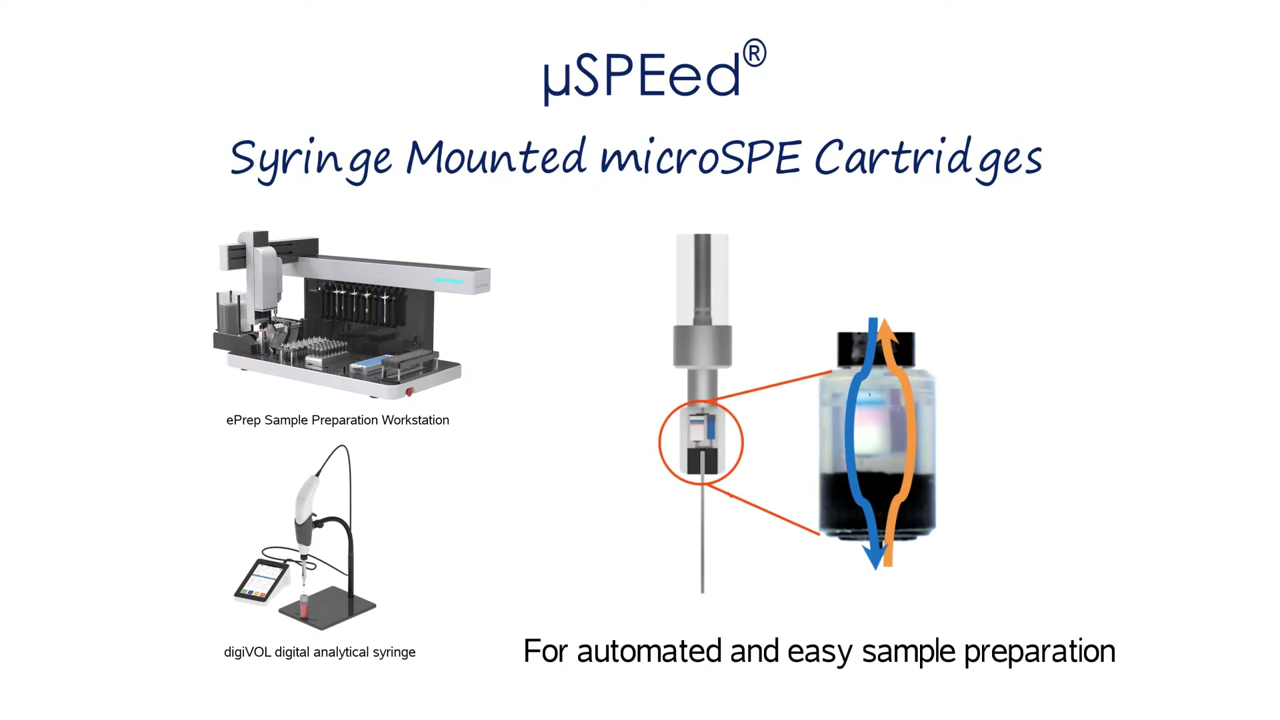 µSPEed®
Syringe Mounted microSPE Cartridges
ePrep Sample Preparation Workstation
digiVOL digital analytical syringe
For automated and easy sample preparation